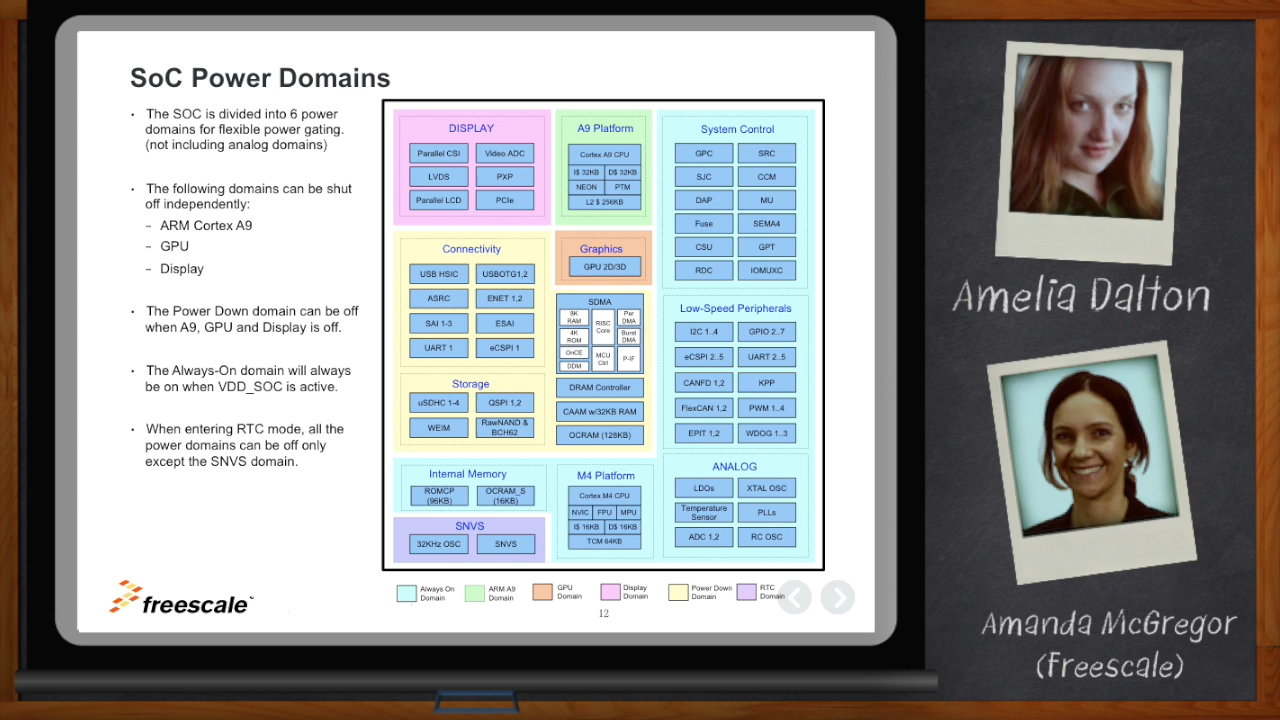 SoC Power Domains
• The SOC is divided into 6 power
domains for flexible power gating.
(not including analog domains)
• The following domains can be shut
off independently:
– ARM Cortex A9
– GPU
– Display
• The Power Down domain can be off
when A9, GPU and Display is off.
• The Always-On domain will always
be on when VDD_SOC is active.
• When entering RTC mode, all the
power domains can be off only
except the SNVS domain.
DISPLAY
Parallel CSI
Video ADC
LVDS
PXP
Parallel LCD
PCIe
A9 Platform
Cortex A9 CPU
I$ 32KB
D$ 32KB
NEON
PTM
L2 $ 256KB
System Control
GPC
SRC
SJC
CCM
DAP
MU
Fuse
SEMA4
CSU
GPT
RDC
IOMUXC
Connectivity
USB HSIC
USBOTG1,2
ASRC
ENET 1,2
SAI 1-3
ESAI
UART 1
eCSPI 1
Graphics
GPU 2D/3D
SDMA
8K
RAM
4K
ROM
OnCE
DDM
RISC
Core
MCU
Ctrl
Per
DMA
Burst
DMA
P-IF
DRAM Controller
CAAM w/32KB RAM
OCRAM (128KB)
Low-Speed Peripherals
I2C 1..4
GPIO 2..7
eCSPI 2..5
UART 2..5
CANFD 1,2
KPP
FlexCAN 1,2
PWM 1..4
EPIT 1,2
WDOG 1..3
Storage
uSDHC 1-4
QSPI 1,2
WEIM
RawNAND &
BCH62
Internal Memory
ROMCP
(96KB)
OCRAM_S
(16KB)
SNVS
32KHz OSC
SNVS
M4 Platform
Cortex M4 CPU
NVIC
FPU
MPU
I$ 16KB
D$ 16KB
TCM 64KB
ANALOG
LDOs
XTAL OSC
Temperature
Sensor
PLLs
ADC 1,2
RC OSC
Always On
Domain
ARM A9
Domain
GPU
Domain
Display
Domain
Power Down
Domain
RTC
Domain
freescale
12
Amelia Dalton
Amanda McGregor
(Freescale)